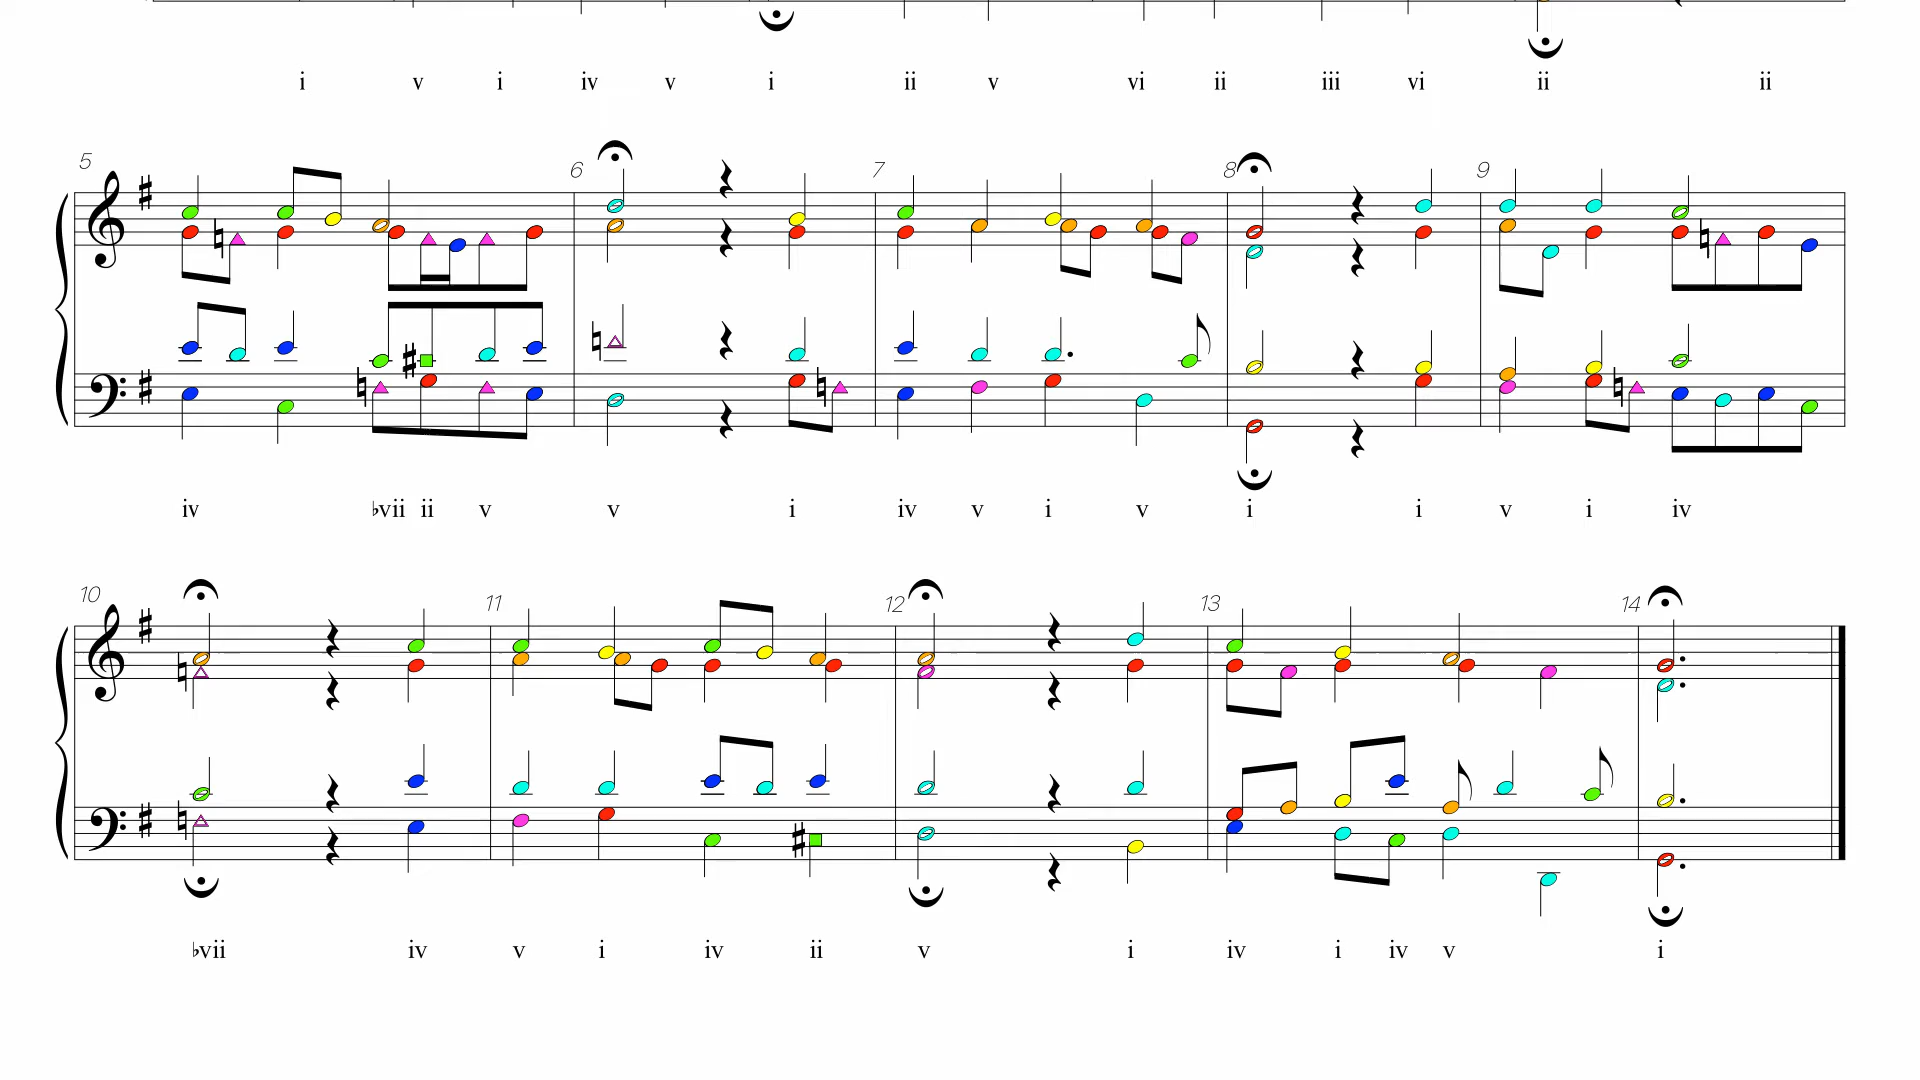 i v i iv v i ii v vi ii iii vi ii ii
5 6 7 8 9
iv ♭vii ii v v i iv v i v i i v i iv
10 11 12 13 14
♭vii iv v i iv ii v i iv i iv v i